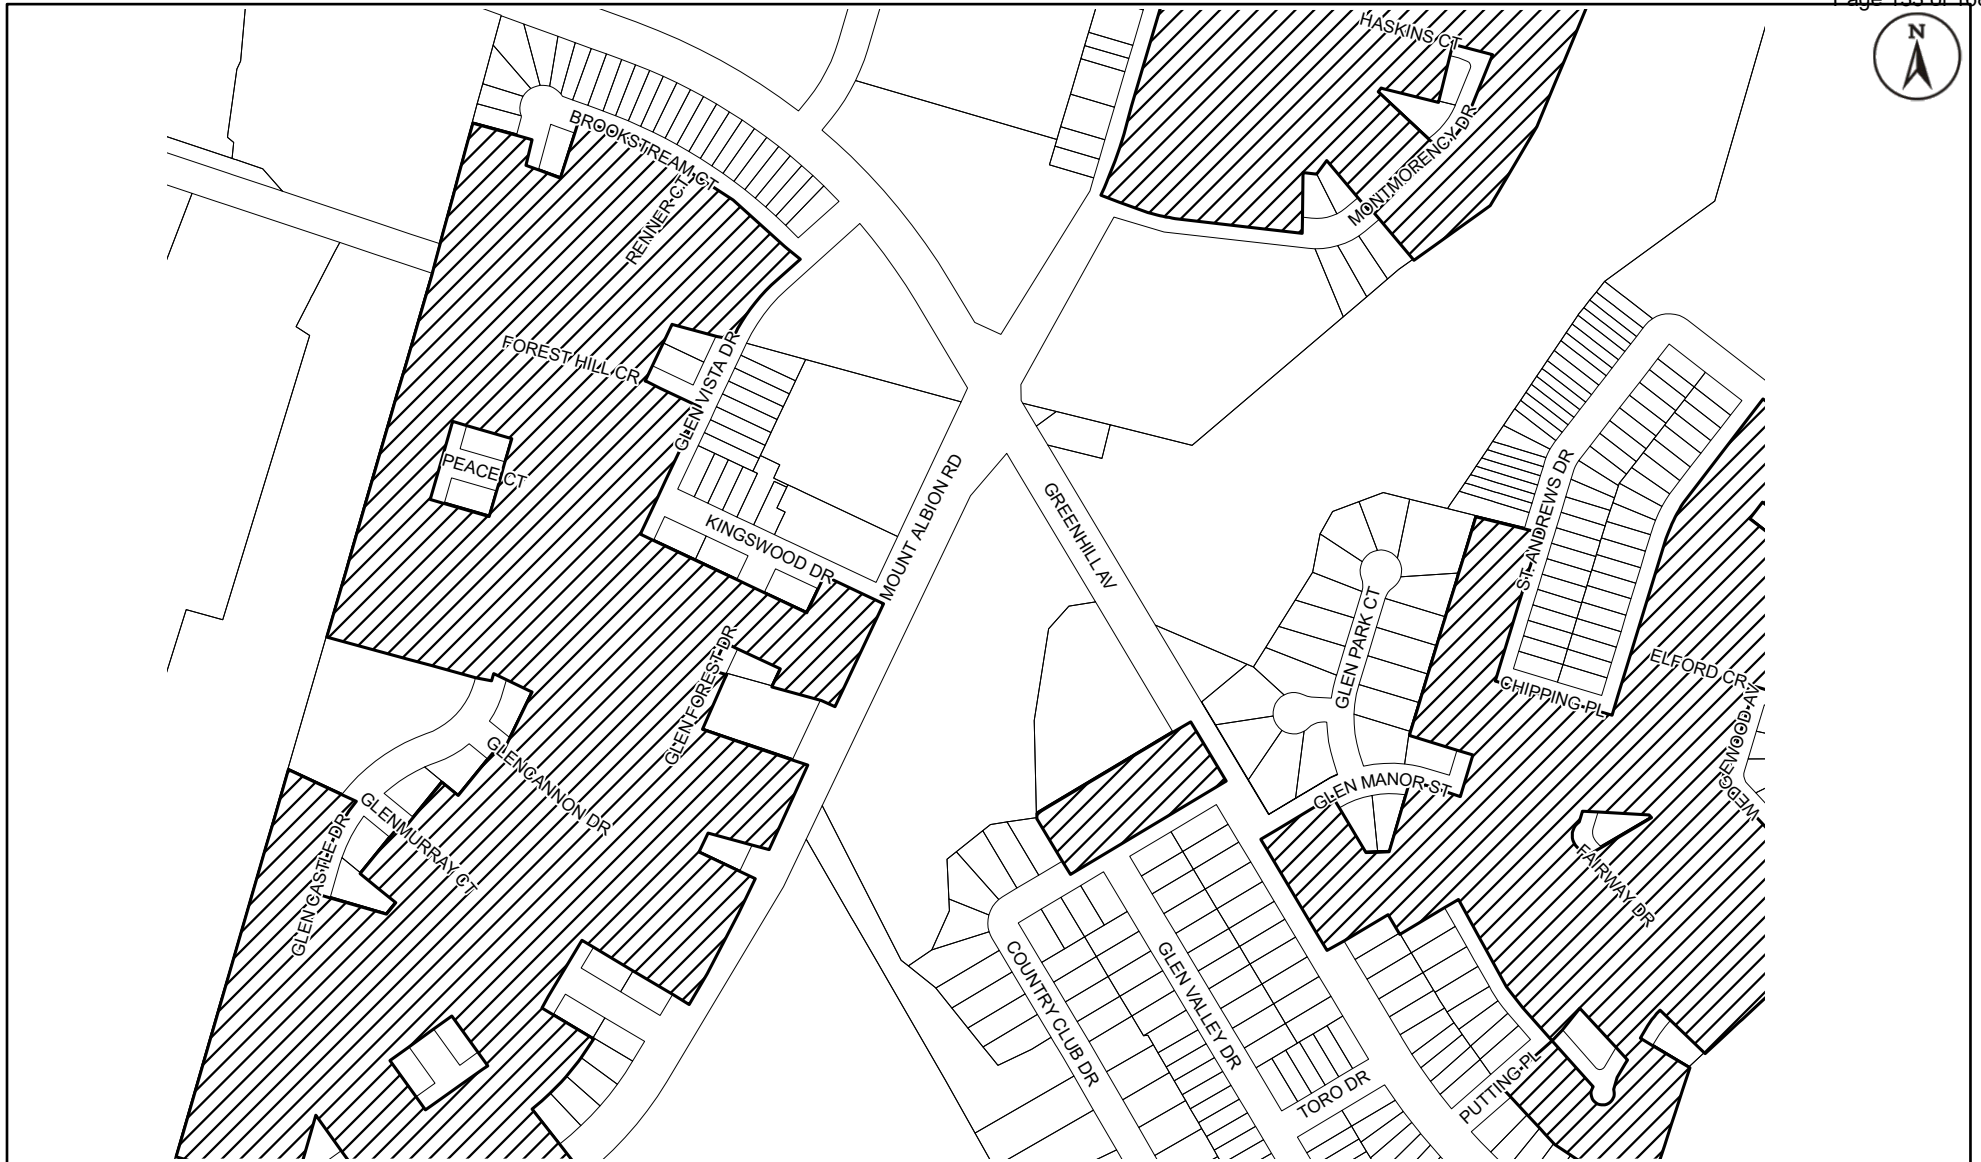 HASKINS CT
N
BROOKSTREAM CT
MONTMORENCY DR
RENNER CT
FOREST HILL CR
GLEN VISTA DR
PEACE CT
KINGSWOOD DR
MOUNT ALBION RD
GREENHILL AV
ST. ANDREWS DR
GLEN PARK CT
GLEN FOREST DR
ELFORD CR
CHIPPING PL
WEDGEWOOD AV
GLENCANNON DR
GLEN MANOR ST
GLENMURRAY CT
GLEN CASTLE DR
FAIRWAY DR
COUNTRY CLUB DR
GLEN VALLEY DR
TORO DR
PUTTING PL